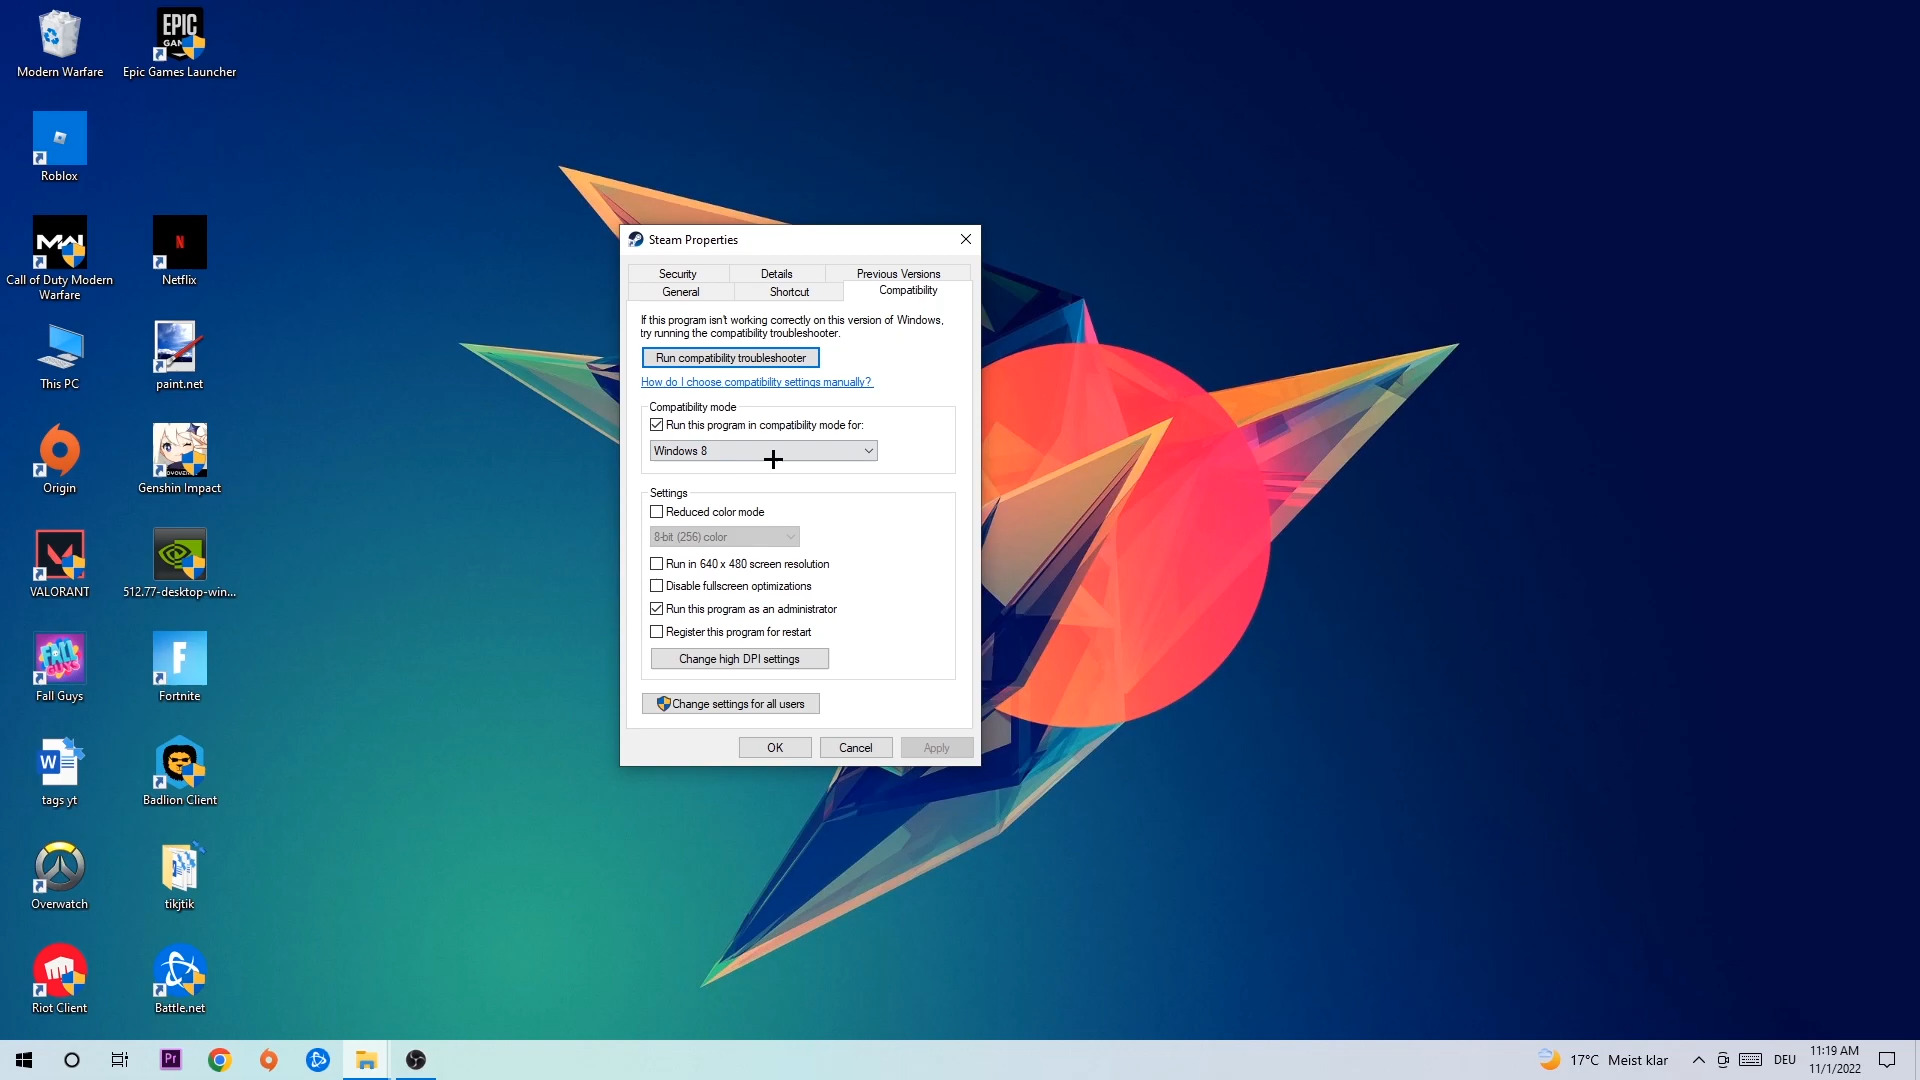 Modern Warfare
EPIC
GAMES
Epic Games Launcher
Roblox
MW
Call of Duty Modern
Warfare
N
Netflix
This PC
paint.net
Origin
Genshin Impact
VALORANT
512.77-desktop-win...
FALL
GUYS
Fall Guys
F
Fortnite
W
tags yt
Badlion Client
Overwatch
tikjtik
Riot Client
Battle.net
Steam Properties
Security
Details
Previous Versions
General
Shortcut
Compatibility
If this program isn't working correctly on this version of Windows,
try running the compatibility troubleshooter.
Run compatibility troubleshooter
How do I choose compatibility settings manually?
Compatibility mode
Run this program in compatibility mode for:
Windows 8
Settings
Reduced color mode
8-bit (256) color
Run in 640 x 480 screen resolution
Disable fullscreen optimizations
Run this program as an administrator
Register this program for restart
Change high DPI settings
Change settings for all users
OK
Cancel
Apply
Pr
17°C Meist klar
DEU
11:19 AM
11/1/2022